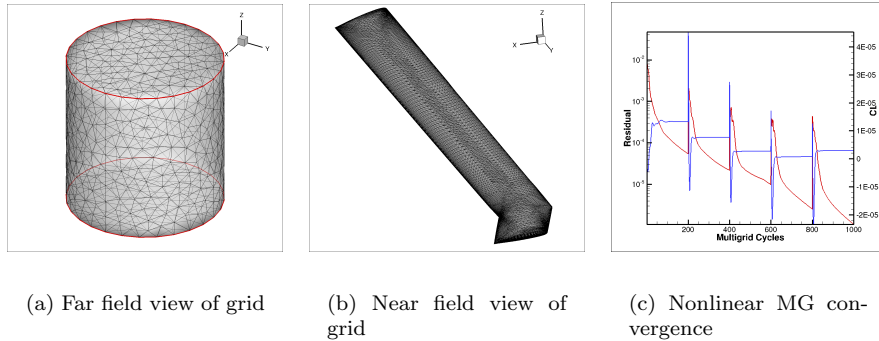 Z
X
Y
Z
X
Y
10-2
10-3
10-4
10-5
Residual
4E-05
3E-05
2E-05
1E-05
0
-1E-05
-2E-05
CL
200
400
600
800
1000
Multigrid Cycles
(a) Far field view of grid
(b) Near field view of
grid
(c) Nonlinear MG con-
vergence